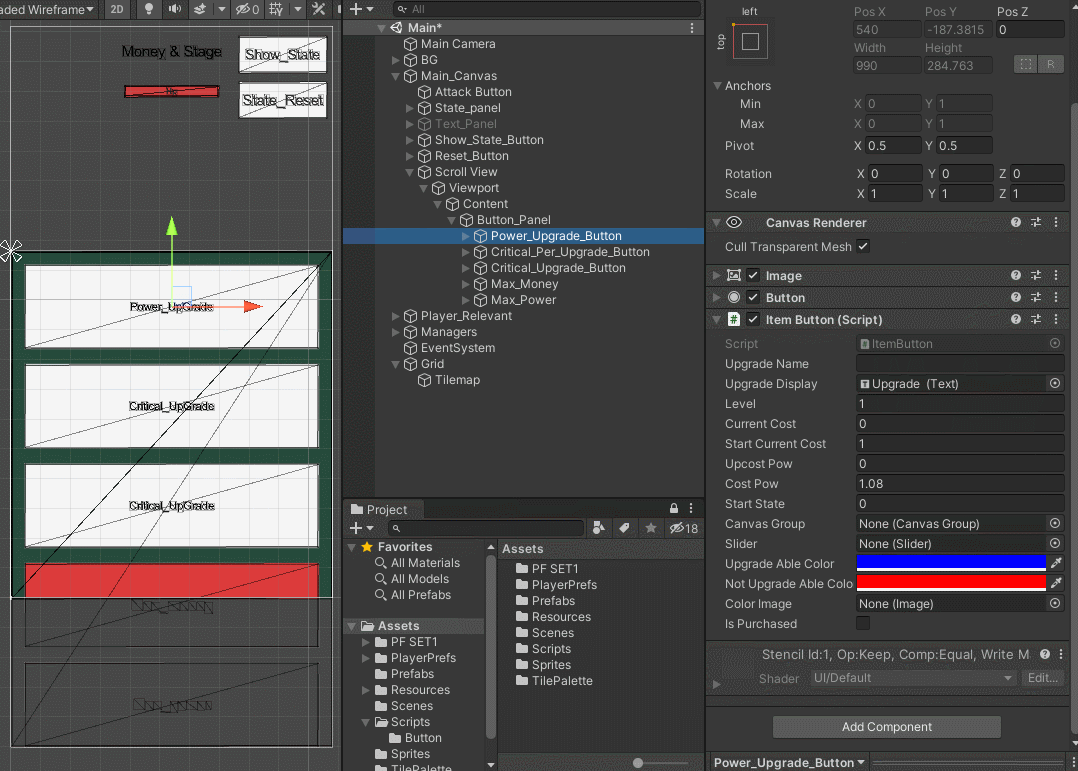 aded Wireframe
2D
0
Money & Stage
Show_State
State_Reset
Power_UpGrade
Critical_UpGrade
Critical_UpGrade
All
Main*
Main Camera
BG
Main_Canvas
Attack Button
State_panel
Text_Panel
Show_State_Button
Reset_Button
Scroll View
Viewport
Content
Button_Panel
Power_Upgrade_Button
Critical_Per_Upgrade_Button
Critical_Upgrade_Button
Max_Money
Max_Power
Player_Relevant
Managers
EventSystem
Grid
Tilemap
Project
18
Favorites
All Materials
All Models
All Prefabs
Assets
PF SET1
PlayerPrefs
Prefabs
Resources
Scenes
Scripts
Button
Sprites
TilePalette
Assets
PF SET1
PlayerPrefs
Prefabs
Resources
Scenes
Scripts
Sprites
TilePalette
left
top
Pos X Pos Y Pos Z
540 -187.3815 0
Width Height
990 284.763
R
Anchors
Min X 0 Y 1
Max X 0 Y 1
Pivot X 0.5 Y 0.5
Rotation X 0 Y 0 Z 0
Scale X 1 Y 1 Z 1
Canvas Renderer
Cull Transparent Mesh
Image
Button
# Item Button (Script)
Script # ItemButton
Upgrade Name
Upgrade Display T Upgrade (Text)
Level 1
Current Cost 0
Start Current Cost 1
Upcost Pow 0
Cost Pow 1.08
Start State 0
Canvas Group None (Canvas Group)
Slider None (Slider)
Upgrade Able Color
Not Upgrade Able Colo
Color Image None (Image)
Is Purchased
Stencil Id:1, Op:Keep, Comp:Equal, Write M
Shader UI/Default Edit...
Add Component
Power_Upgrade_Button